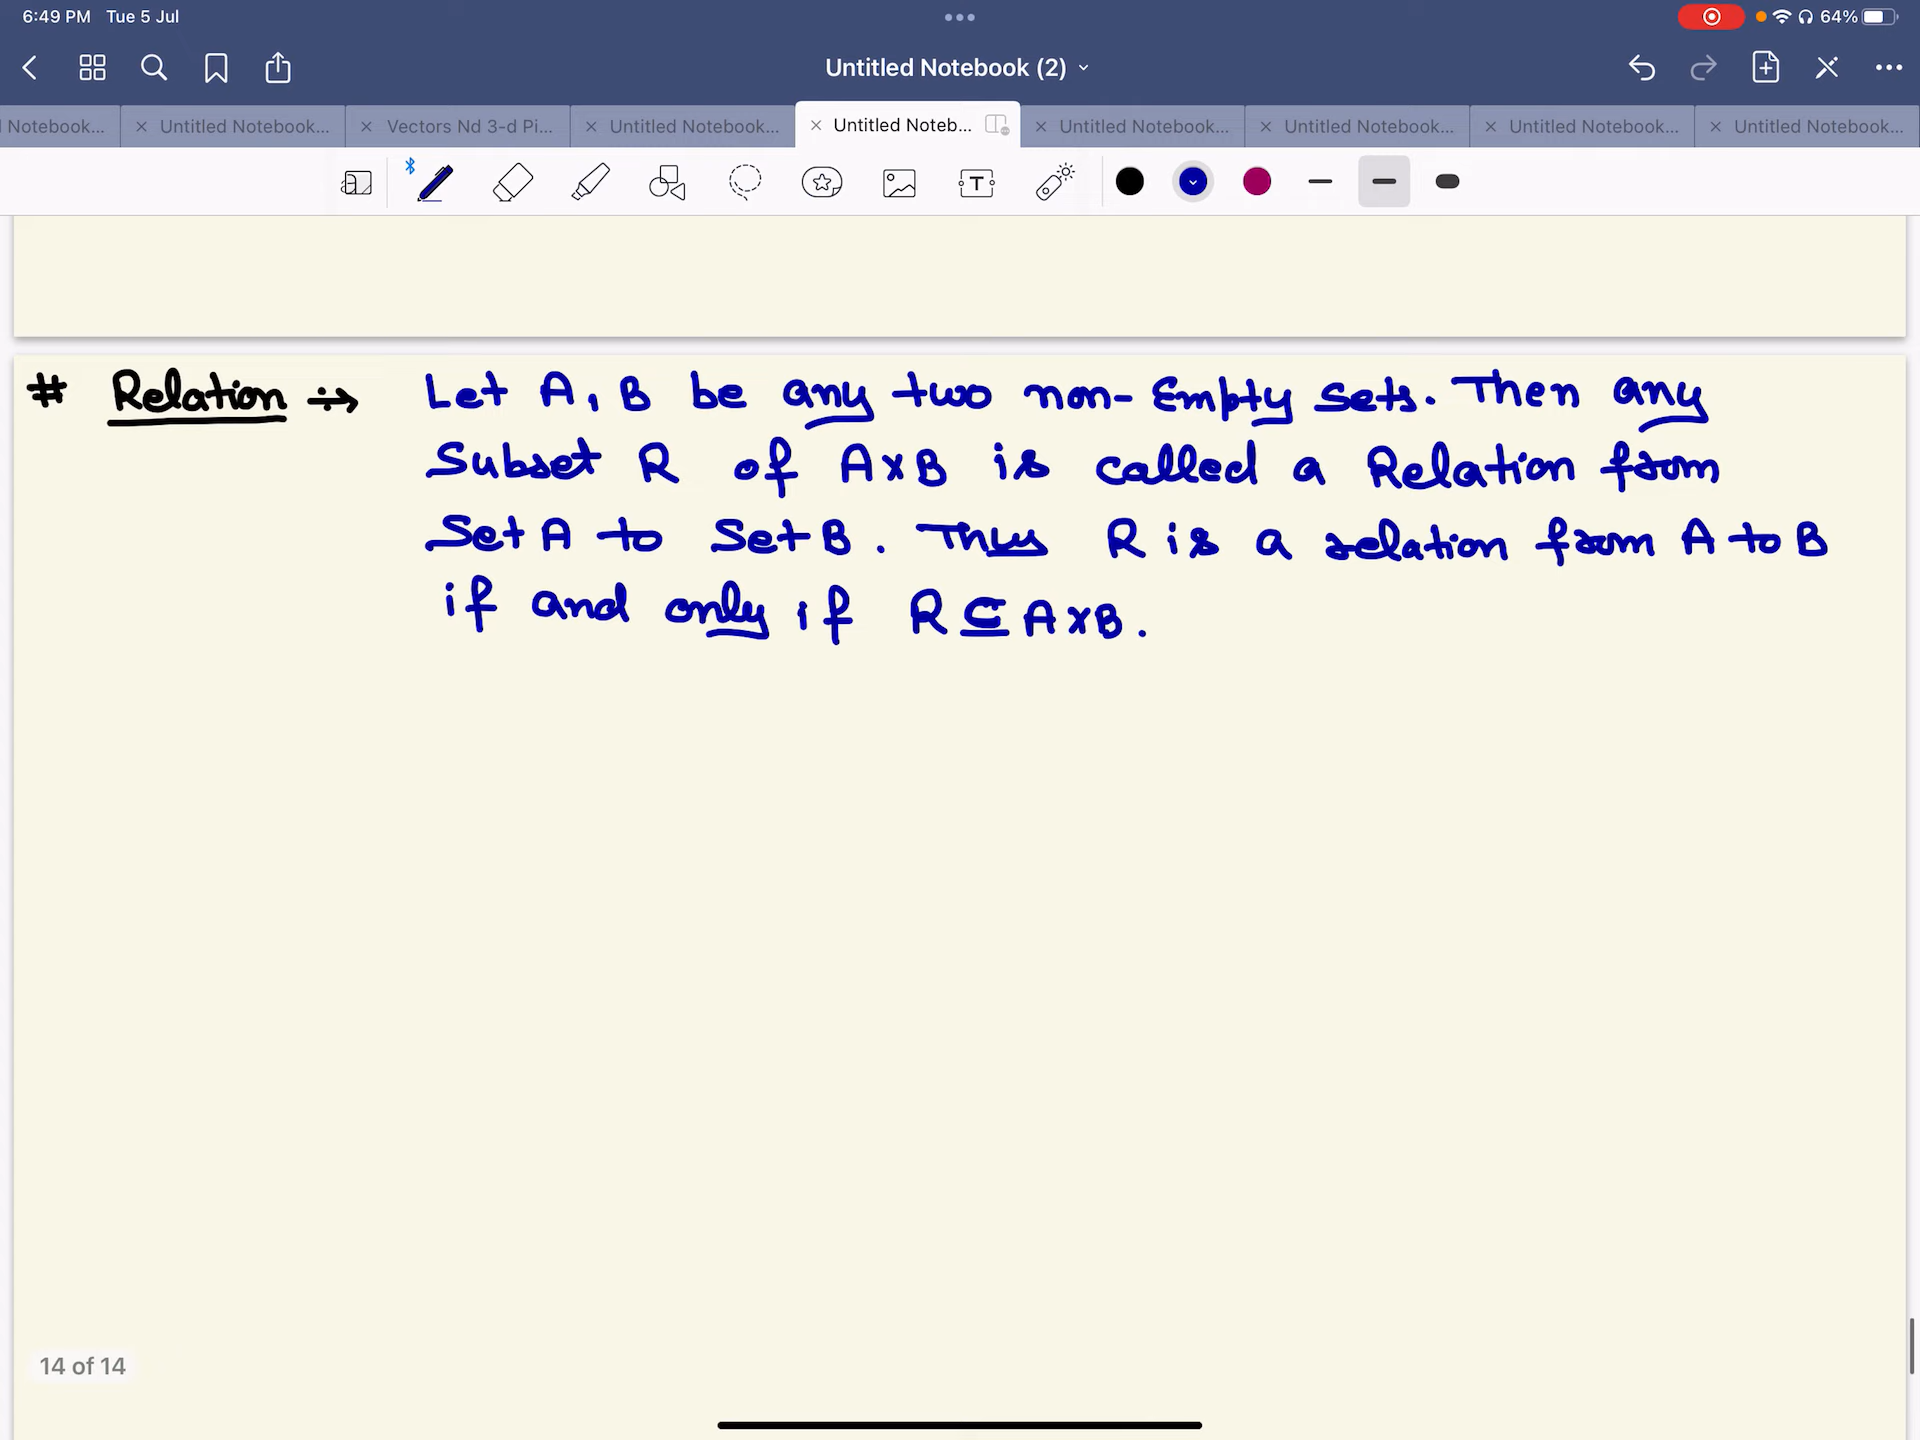 6:49 PM Tue 5 Jul
64%
Untitled Notebook (2)
l Notebook... Untitled Notebook... Vectors Nd 3-d Pi... Untitled Notebook... Untitled Noteb... Untitled Notebook... Untitled Notebook... Untitled Notebook... Untitled Notebook...
# Relation ÷→ Let A, B be any two non-Empty Sets. Then any
Subset R of A×B is called a Relation from
Set A to Set B. Thus R is a relation from A to B
if and only if R ⊆ A×B.
14 of 14